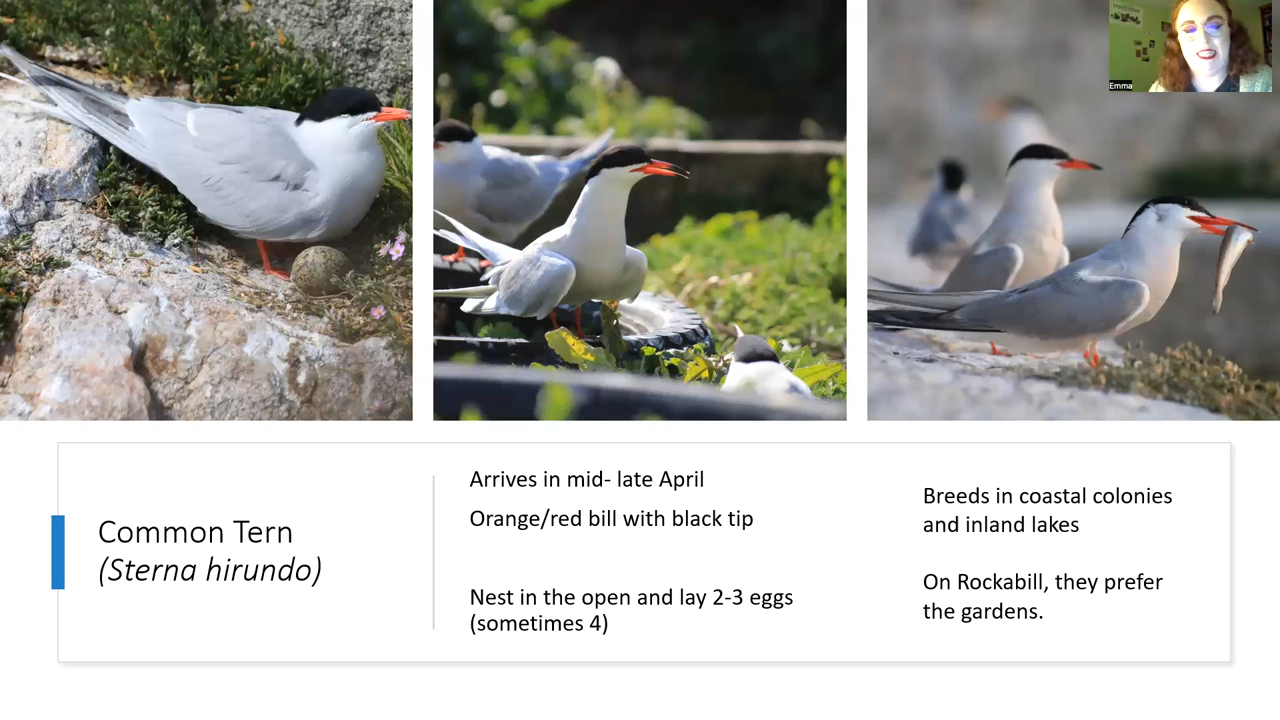 Emma
Common Tern
(Sterna hirundo)
Arrives in mid- late April
Orange/red bill with black tip
Nest in the open and lay 2-3 eggs
(sometimes 4)
Breeds in coastal colonies
and inland lakes
On Rockabill, they prefer
the gardens.